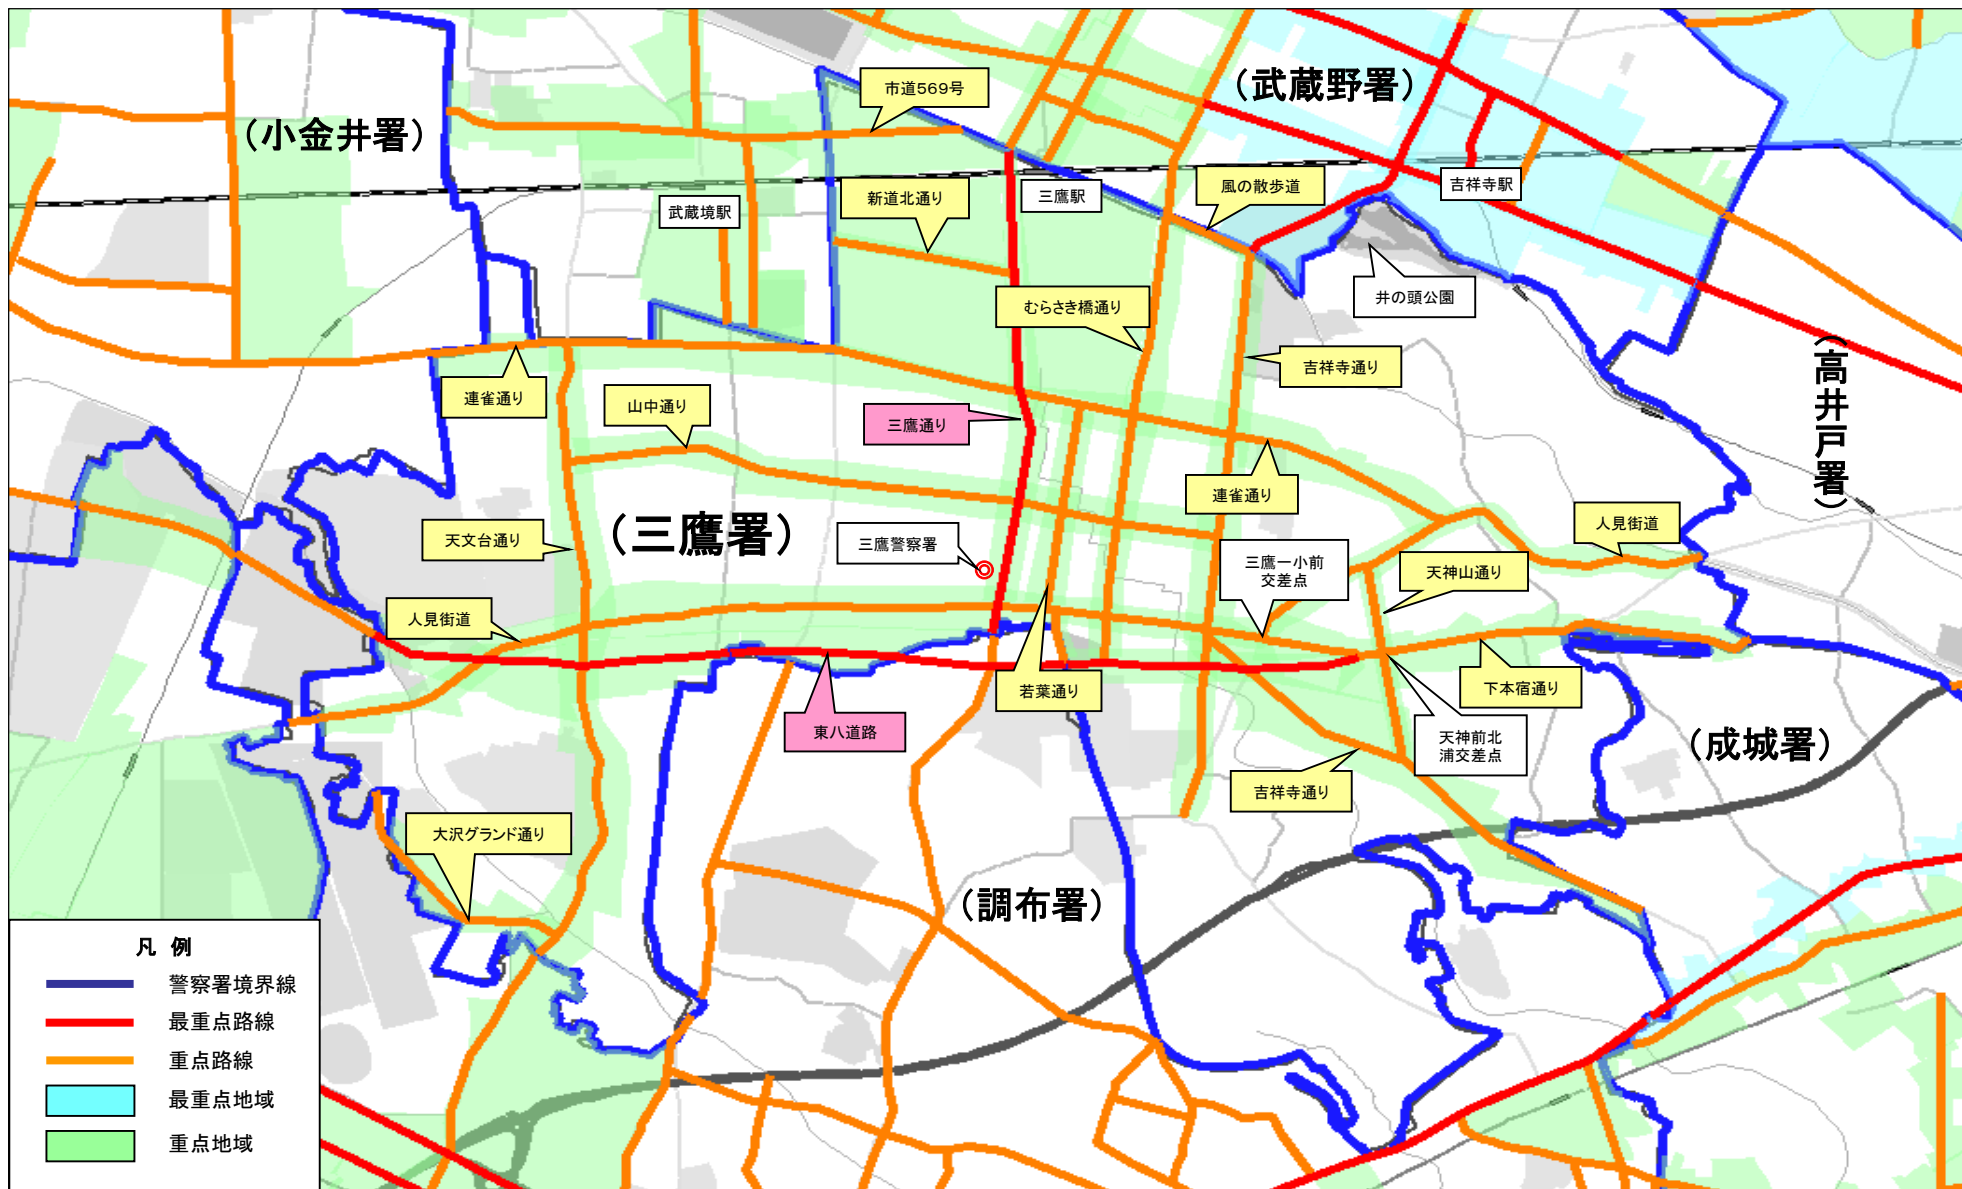 (武蔵野署)
市道569号
(小金井署)
新道北通り
三鷹駅
風の散歩道
吉祥寺駅
武蔵境駅
井の頭公園
むらさき橋通り
吉祥寺通り
(高井戸署)
連雀通り
山中通り
三鷹通り
連雀通り
人見街道
天文台通り
(三鷹署)
三鷹警察署
三鷹一小前
交差点
天神山通り
人見街道
若葉通り
下本宿通り
東八道路
天神前北
浦交差点
(成城署)
吉祥寺通り
大沢グランド通り
(調布署)
凡 例
警察署境界線
最重点路線
重点路線
最重点地域
重点地域